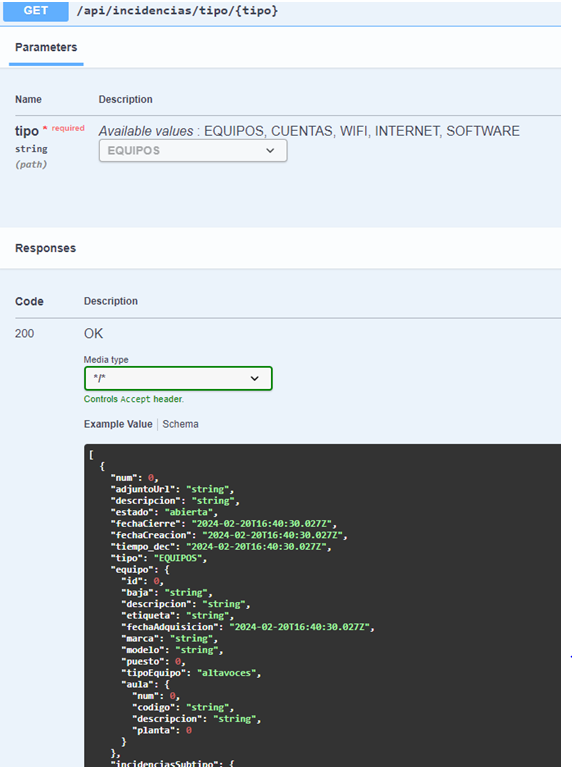 GET /api/incidencias/tipo/{tipo}
Parameters
Name Description
tipo * required Available values : EQUIPOS, CUENTAS, WIFI, INTERNET, SOFTWARE
string EQUIPOS
(path)
Responses
Code Description
200 OK
Media type
*/*
Controls Accept header.
Example Value Schema
[
{
"num": 0,
"adjuntoUrl": "string",
"descripcion": "string",
"estado": "abierta",
"fechaCierre": "2024-02-20T16:40:30.027Z",
"fechaCreacion": "2024-02-20T16:40:30.027Z",
"tiempo_dec": "2024-02-20T16:40:30.027Z",
"tipo": "EQUIPOS",
"equipo": {
"id": 0,
"baja": "string",
"descripcion": "string",
"etiqueta": "string",
"fechaAdquisicion": "2024-02-20T16:40:30.027Z",
"marca": "string",
"modelo": "string",
"puesto": 0,
"tipoEquipo": "altavoces",
"aula": {
"num": 0,
"codigo": "string",
"descripcion": "string",
"planta": 0
}
},
"incidenciasSubtipo": {